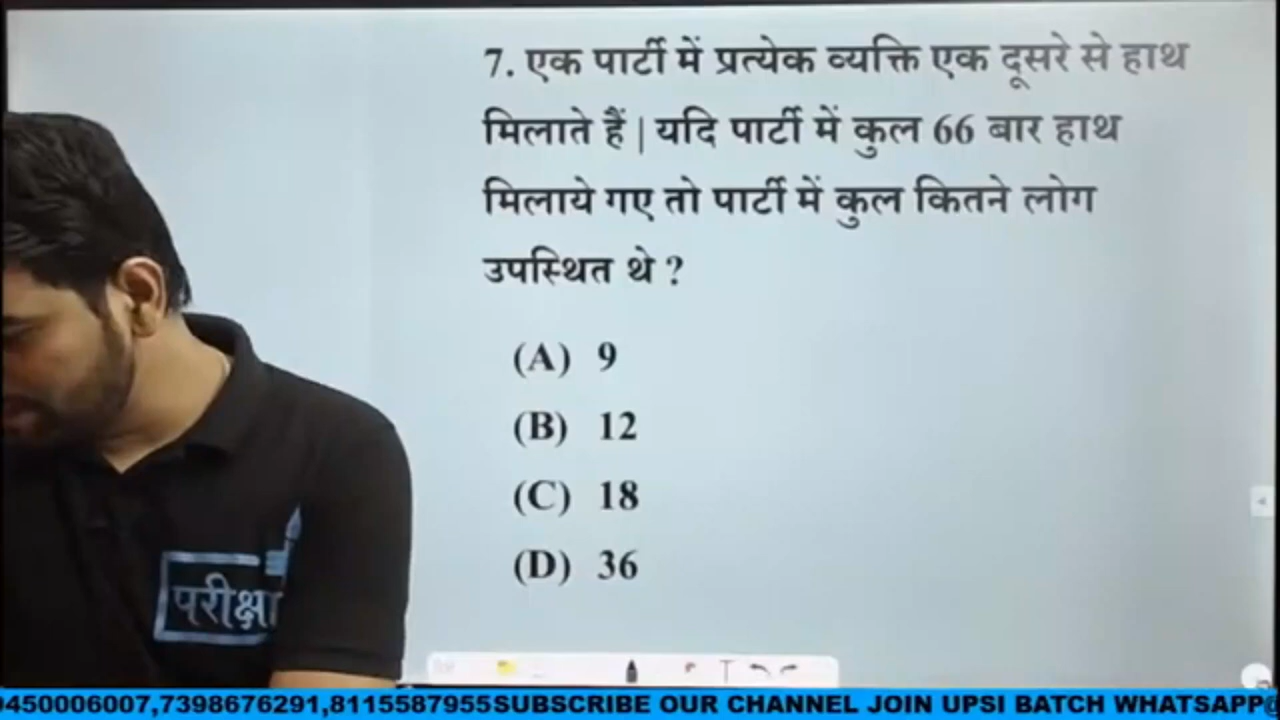 7. एक पार्टी में प्रत्येक व्यक्ति एक दूसरे से हाथ
मिलाते हैं | यदि पार्टी में कुल 66 बार हाथ
मिलाये गए तो पार्टी में कुल कितने लोग
उपस्थित थे ?
(A) 9
(B) 12
(C) 18
(D) 36
परीक्षा
9450006007,7398676291,8115587955SUBSCRIBE OUR CHANNEL JOIN UPSI BATCH WHATSAPP@